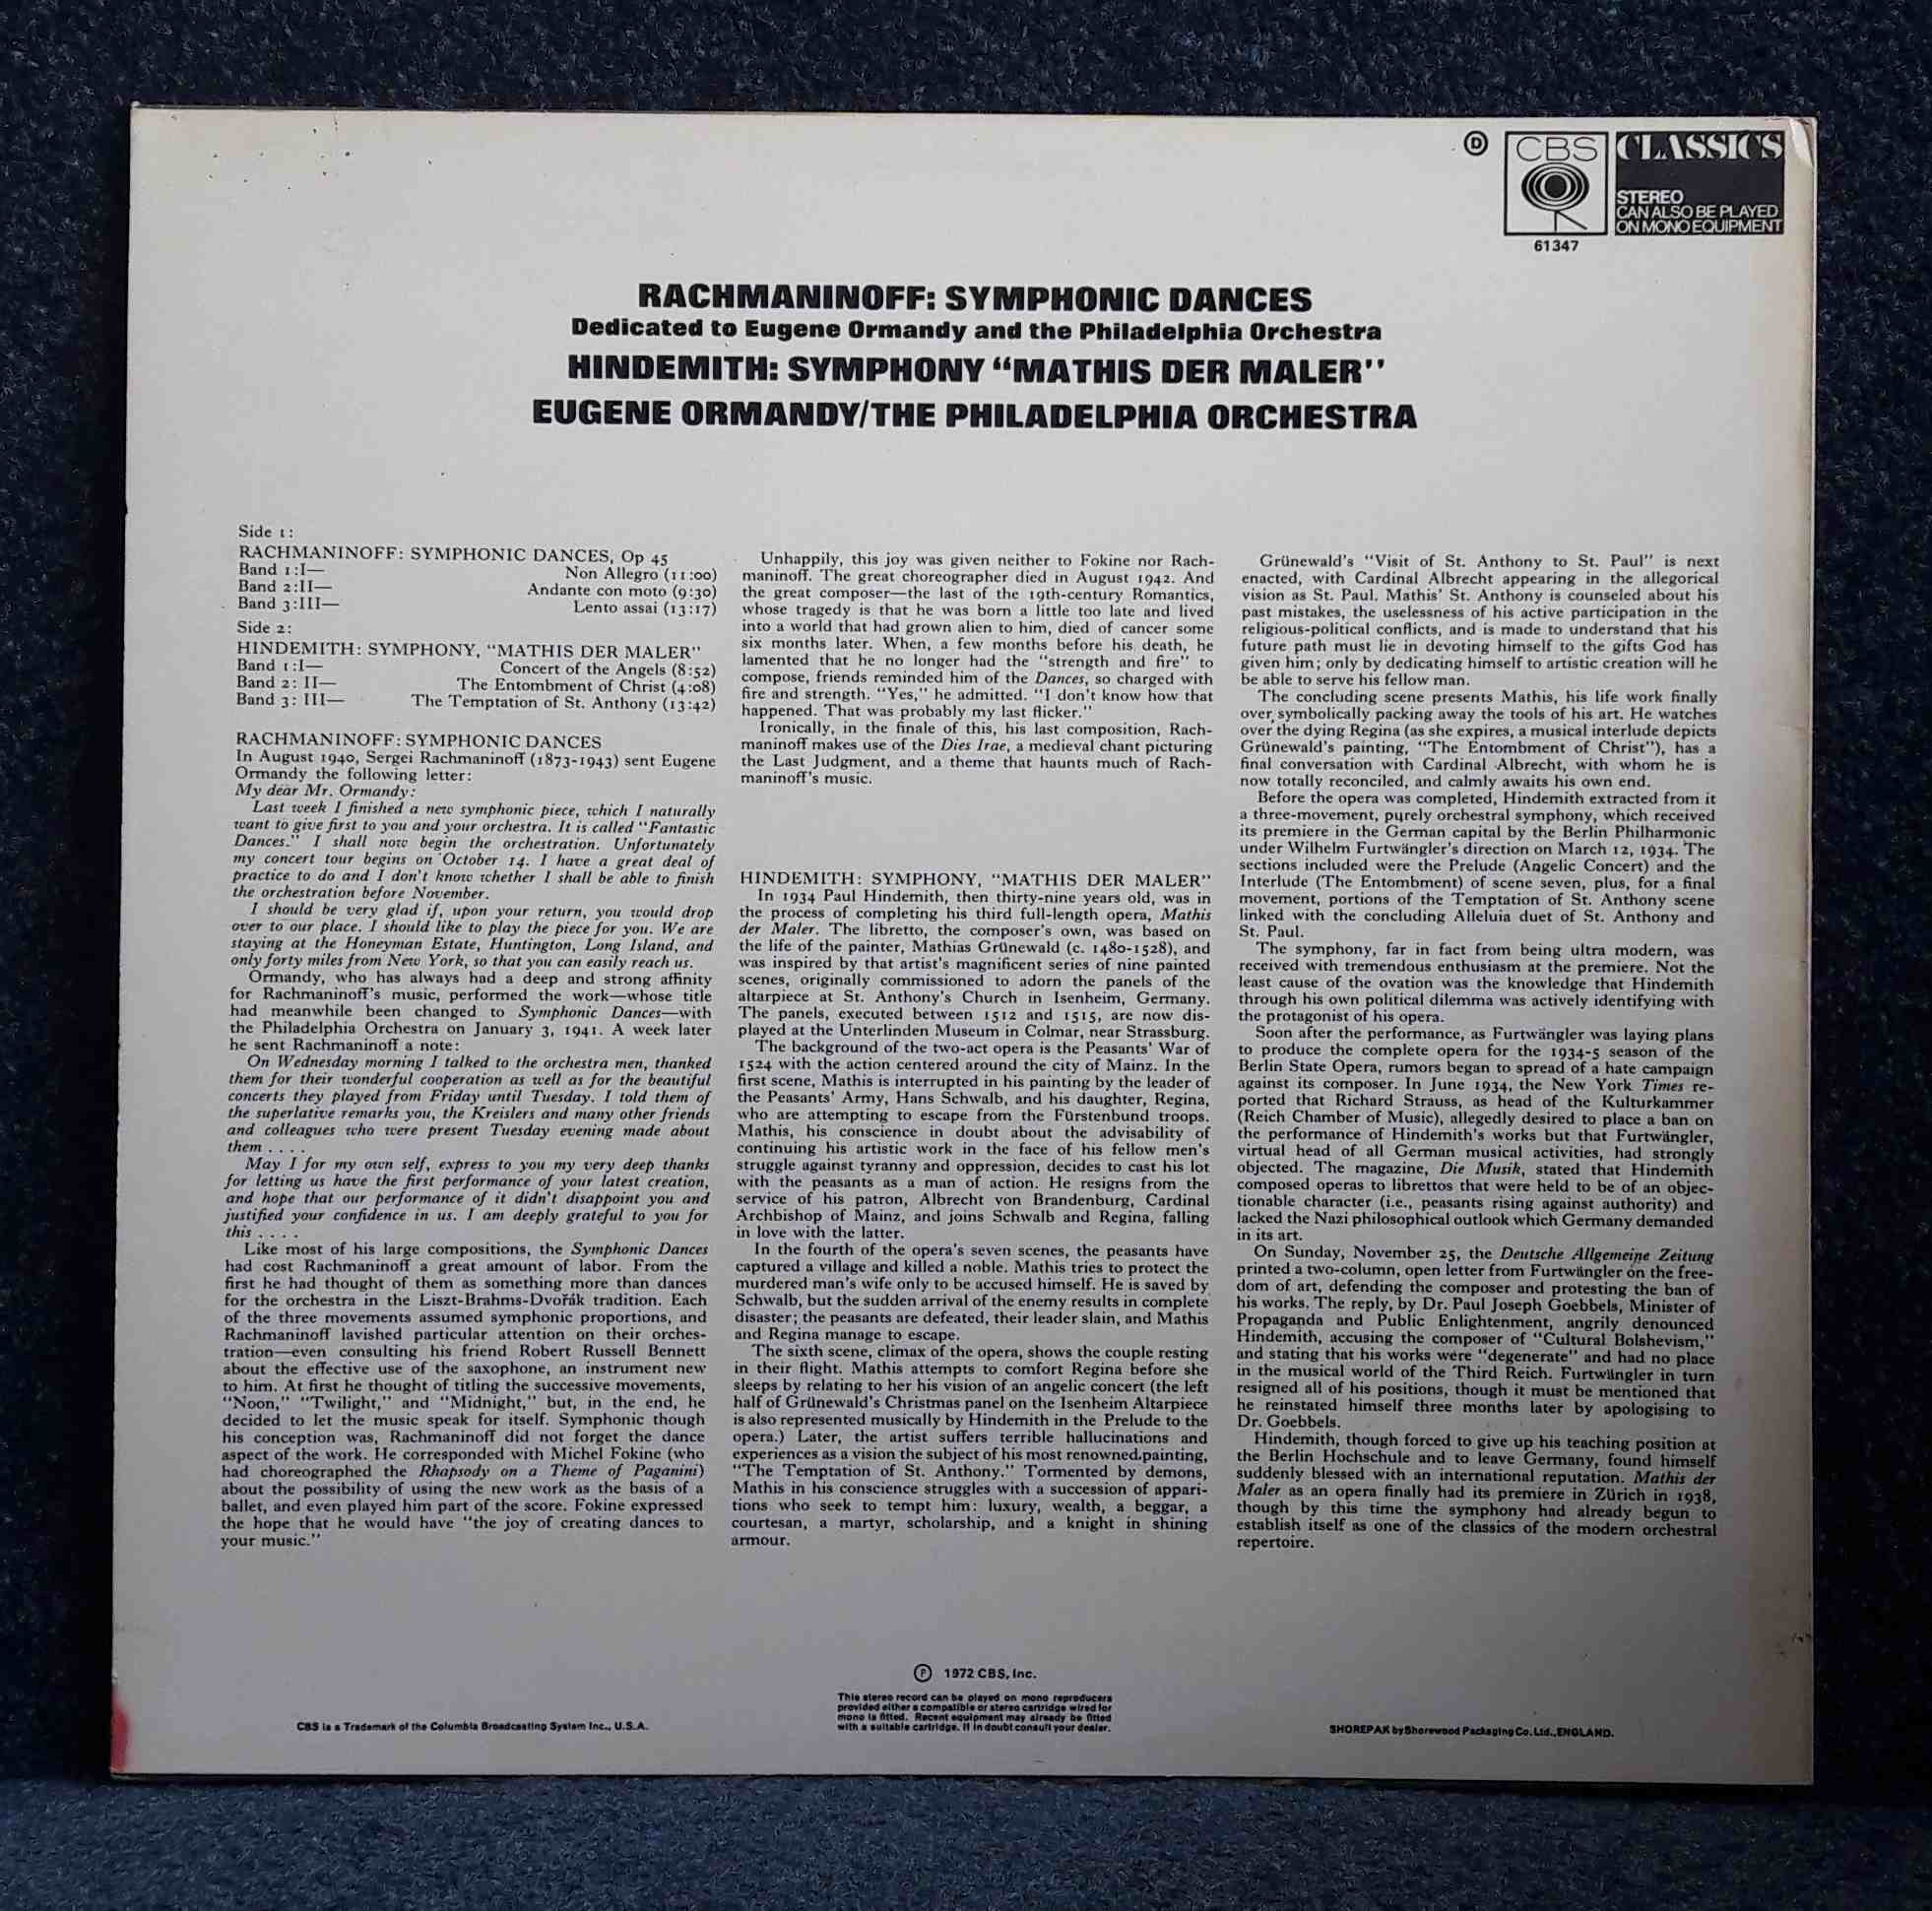 Ⓓ
CBS
CLASSICS
STEREO
CAN ALSO BE PLAYED
ON MONO EQUIPMENT
61347
RACHMANINOFF: SYMPHONIC DANCES
Dedicated to Eugene Ormandy and the Philadelphia Orchestra
HINDEMITH: SYMPHONY “MATHIS DER MALER”
EUGENE ORMANDY/THE PHILADELPHIA ORCHESTRA
Side 1:
RACHMANINOFF: SYMPHONIC DANCES, Op 45
Band 1:I— Non Allegro (11:00)
Band 2:II— Andante con moto (9:30)
Band 3:III— Lento assai (13:17)
Side 2:
HINDEMITH: SYMPHONY, “MATHIS DER MALER”
Band 1:I— Concert of the Angels (8:52)
Band 2: II— The Entombment of Christ (4:08)
Band 3: III— The Temptation of St. Anthony (13:42)
RACHMANINOFF: SYMPHONIC DANCES
In August 1940, Sergei Rachmaninoff (1873-1943) sent Eugene
Ormandy the following letter:
My dear Mr. Ormandy:
Last week I finished a new symphonic piece, which I naturally
want to give first to you and your orchestra. It is called “Fantastic
Dances.” I shall now begin the orchestration. Unfortunately
my concert tour begins on October 14. I have a great deal of
practice to do and I don't know whether I shall be able to finish
the orchestration before November.
I should be very glad if, upon your return, you would drop
over to our place. I should like to play the piece for you. We are
staying at the Honeyman Estate, Huntington, Long Island, and
only forty miles from New York, so that you can easily reach us.
Ormandy, who has always had a deep and strong affinity
for Rachmaninoff's music, performed the work—whose title
had meanwhile been changed to Symphonic Dances—with
the Philadelphia Orchestra on January 3, 1941. A week later
he sent Rachmaninoff a note:
On Wednesday morning I talked to the orchestra men, thanked
them for their wonderful cooperation as well as for the beautiful
concerts they played from Friday until Tuesday. I told them of
the superlative remarks you, the Kreislers and many other friends
and colleagues who were present Tuesday evening made about
them . . . .
May I for my own self, express to you my very deep thanks
for letting us have the first performance of your latest creation,
and hope that our performance of it didn't disappoint you and
justified your confidence in us. I am deeply grateful to you for
this . . . .
Like most of his large compositions, the Symphonic Dances
had cost Rachmaninoff a great amount of labor. From the
first he had thought of them as something more than dances
for the orchestra in the Liszt-Brahms-Dvořák tradition. Each
of the three movements assumed symphonic proportions, and
Rachmaninoff lavished particular attention on their orches-
tration—even consulting his friend Robert Russell Bennett
about the effective use of the saxophone, an instrument new
to him. At first he thought of titling the successive movements,
“Noon,” “Twilight,” and “Midnight,” but, in the end, he
decided to let the music speak for itself. Symphonic though
his conception was, Rachmaninoff did not forget the dance
aspect of the work. He corresponded with Michel Fokine (who
had choreographed the Rhapsody on a Theme of Paganini)
about the possibility of using the new work as the basis of a
ballet, and even played him part of the score. Fokine expressed
the hope that he would have “the joy of creating dances to
your music.”
Unhappily, this joy was given neither to Fokine nor Rach-
maninoff. The great choreographer died in August 1942. And
the great composer—the last of the 19th-century Romantics,
whose tragedy is that he was born a little too late and lived
into a world that had grown alien to him, died of cancer some
six months later. When, a few months before his death, he
lamented that he no longer had the “strength and fire” to
compose, friends reminded him of the Dances, so charged with
fire and strength. “Yes,” he admitted. “I don't know how that
happened. That was probably my last flicker.”
Ironically, in the finale of this, his last composition, Rach-
maninoff makes use of the Dies Irae, a medieval chant picturing
the Last Judgment, and a theme that haunts much of Rach-
maninoff's music.
HINDEMITH: SYMPHONY, “MATHIS DER MALER”
In 1934 Paul Hindemith, then thirty-nine years old, was in
the process of completing his third full-length opera, Mathis
der Maler. The libretto, the composer's own, was based on
the life of the painter, Mathias Grünewald (c. 1480-1528), and
was inspired by that artist's magnificent series of nine painted
scenes, originally commissioned to adorn the panels of the
altarpiece at St. Anthony's Church in Isenheim, Germany.
The panels, executed between 1512 and 1515, are now dis-
played at the Unterlinden Museum in Colmar, near Strassburg.
The background of the two-act opera is the Peasants' War of
1524 with the action centered around the city of Mainz. In the
first scene, Mathis is interrupted in his painting by the leader of
the Peasants' Army, Hans Schwalb, and his daughter, Regina,
who are attempting to escape from the Fürstenbund troops.
Mathis, his conscience in doubt about the advisability of
continuing his artistic work in the face of his fellow men's
struggle against tyranny and oppression, decides to cast his lot
with the peasants as a man of action. He resigns from the
service of his patron, Albrecht von Brandenburg, Cardinal
Archbishop of Mainz, and joins Schwalb and Regina, falling
in love with the latter.
In the fourth of the opera's seven scenes, the peasants have
captured a village and killed a noble. Mathis tries to protect the
murdered man's wife only to be accused himself. He is saved by
Schwalb, but the sudden arrival of the enemy results in complete
disaster; the peasants are defeated, their leader slain, and Mathis
and Regina manage to escape.
The sixth scene, climax of the opera, shows the couple resting
in their flight. Mathis attempts to comfort Regina before she
sleeps by relating to her his vision of an angelic concert (the left
half of Grünewald's Christmas panel on the Isenheim Altarpiece
is also represented musically by Hindemith in the Prelude to the
opera.) Later, the artist suffers terrible hallucinations and
experiences as a vision the subject of his most renowned painting,
“The Temptation of St. Anthony.” Tormented by demons,
Mathis in his conscience struggles with a succession of appari-
tions who seek to tempt him: luxury, wealth, a beggar, a
courtesan, a martyr, scholarship, and a knight in shining
armour.
Grünewald's “Visit of St. Anthony to St. Paul” is next
enacted, with Cardinal Albrecht appearing in the allegorical
vision as St. Paul. Mathis' St. Anthony is counseled about his
past mistakes, the uselessness of his active participation in the
religious-political conflicts, and is made to understand that his
future path must lie in devoting himself to the gifts God has
given him; only by dedicating himself to artistic creation will he
be able to serve his fellow man.
The concluding scene presents Mathis, his life work finally
over, symbolically packing away the tools of his art. He watches
over the dying Regina (as she expires, a musical interlude depicts
Grünewald's painting, “The Entombment of Christ”), has a
final conversation with Cardinal Albrecht, with whom he is
now totally reconciled, and calmly awaits his own end.
Before the opera was completed, Hindemith extracted from it
a three-movement, purely orchestral symphony, which received
its premiere in the German capital by the Berlin Philharmonic
under Wilhelm Furtwängler's direction on March 12, 1934. The
sections included were the Prelude (Angelic Concert) and the
Interlude (The Entombment) of scene seven, plus, for a final
movement, portions of the Temptation of St. Anthony scene
linked with the concluding Alleluia duet of St. Anthony and
St. Paul.
The symphony, far in fact from being ultra modern, was
received with tremendous enthusiasm at the premiere. Not the
least cause of the ovation was the knowledge that Hindemith
through his own political dilemma was actively identifying with
the protagonist of his opera.
Soon after the performance, as Furtwängler was laying plans
to produce the complete opera for the 1934-5 season of the
Berlin State Opera, rumors began to spread of a hate campaign
against its composer. In June 1934, the New York Times re-
ported that Richard Strauss, as head of the Kulturkammer
(Reich Chamber of Music), allegedly desired to place a ban on
the performance of Hindemith's works but that Furtwängler,
virtual head of all German musical activities, had strongly
objected. The magazine, Die Musik, stated that Hindemith
composed operas to librettos that were held to be of an objec-
tionable character (i.e., peasants rising against authority) and
lacked the Nazi philosophical outlook which Germany demanded
in its art.
On Sunday, November 25, the Deutsche Allgemeine Zeitung
printed a two-column, open letter from Furtwängler on the free-
dom of art, defending the composer and protesting the ban of
his works. The reply, by Dr. Paul Joseph Goebbels, Minister of
Propaganda and Public Enlightenment, angrily denounced
Hindemith, accusing the composer of “Cultural Bolshevism,”
and stating that his works were “degenerate” and had no place
in the musical world of the Third Reich. Furtwängler in turn
resigned all of his positions, though it must be mentioned that
he reinstated himself three months later by apologising to
Dr. Goebbels.
Hindemith, though forced to give up his teaching position at
the Berlin Hochschule and to leave Germany, found himself
suddenly blessed with an international reputation. Mathis der
Maler as an opera finally had its premiere in Zürich in 1938,
though by this time the symphony had already begun to
establish itself as one of the classics of the modern orchestral
repertoire.
Ⓟ 1972 CBS, Inc.
This stereo record can be played on mono reproducers
provided either a compatible or stereo cartridge wired for
mono is fitted. Recent equipment may already be fitted
with a suitable cartridge. If in doubt consult your dealer.
CBS is a Trademark of the Columbia Broadcasting System Inc., U.S.A.
SHOREPAK by Shorewood Packaging Co. Ltd., ENGLAND.